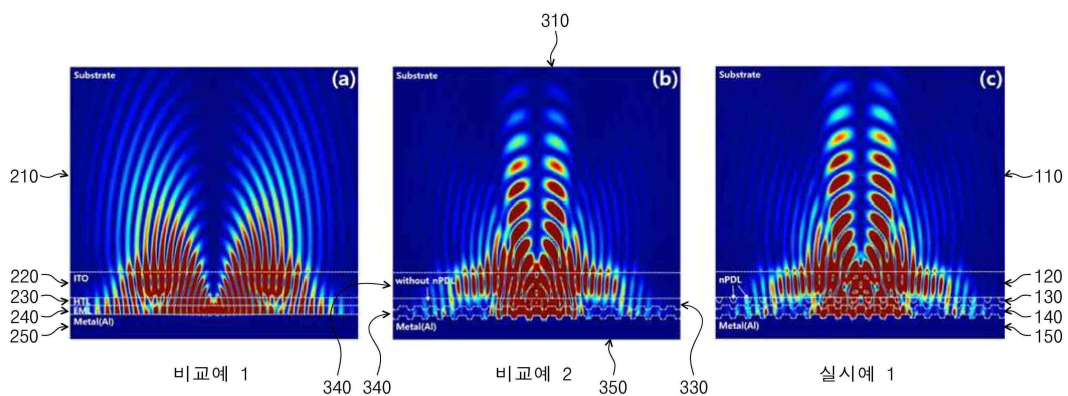 310
Substrate (a)
Substrate (b)
Substrate (c)
210
110
220
ITO
without nPDL
nPDL
120
230
HTL
130
240
EML
340
330
140
250
Metal(Al)
Metal(Al)
Metal(Al)
150
비교예 1
340
340
비교예 2
350
330
실시예 1